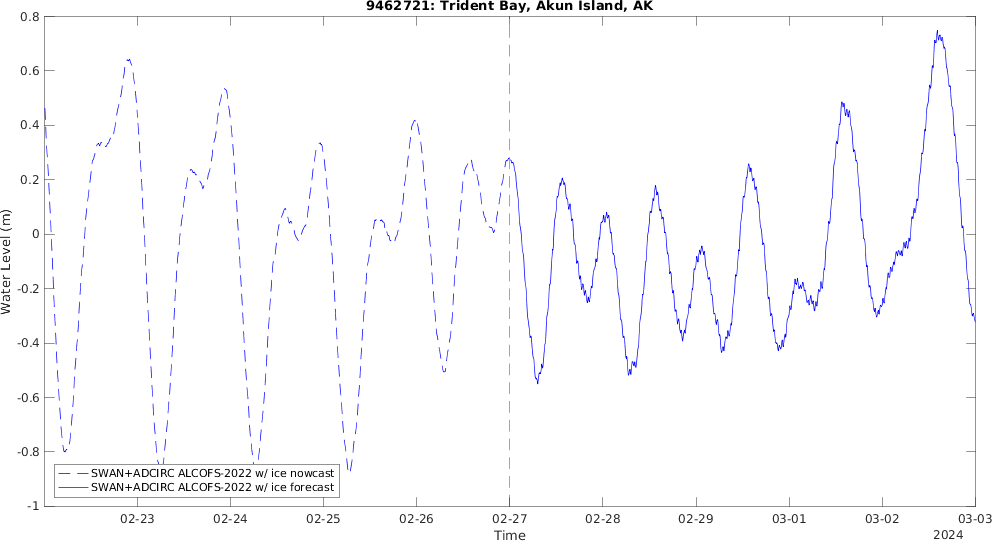 9462721: Trident Bay, Akun Island, AK
0.8
0.6
0.4
0.2
0
-0.2
-0.4
-0.6
-0.8
-1
Water Level (m)
SWAN+ADCIRC ALCOFS-2022 w/ ice nowcast
SWAN+ADCIRC ALCOFS-2022 w/ ice forecast
02-23 02-24 02-25 02-26 02-27 02-28 02-29 03-01 03-02 03-03
Time
2024